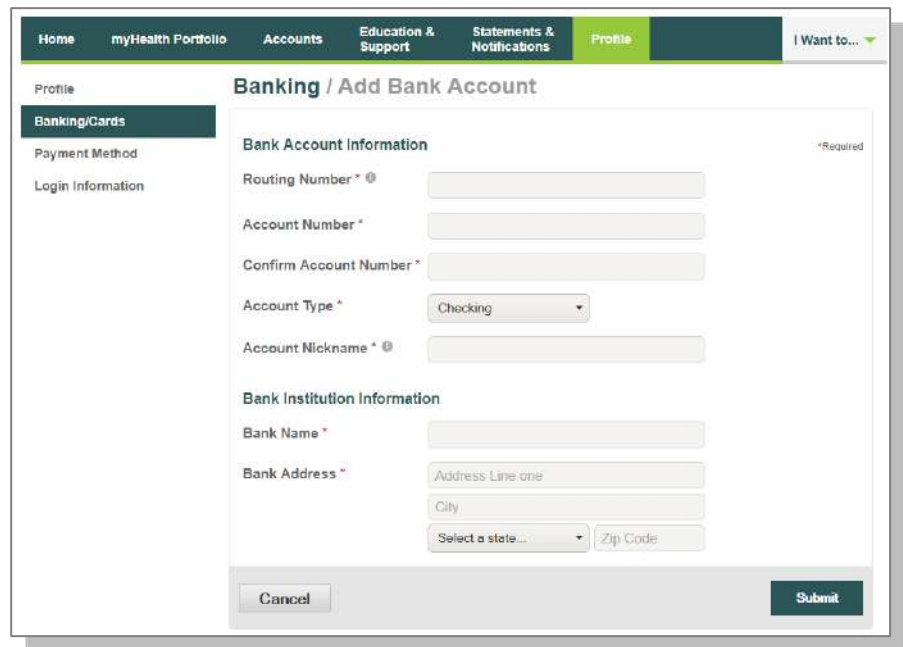 Home myHealth Portfolio Accounts Education & Support Statements & Notifications Profile I Want to...
Profile
Banking/Cards
Payment Method
Login Information
Banking / Add Bank Account
Bank Account Information *Required
Routing Number *
Account Number *
Confirm Account Number *
Account Type * Checking
Account Nickname *
Bank Institution Information
Bank Name *
Bank Address * Address Line one
City
Select a state... Zip Code
Cancel Submit